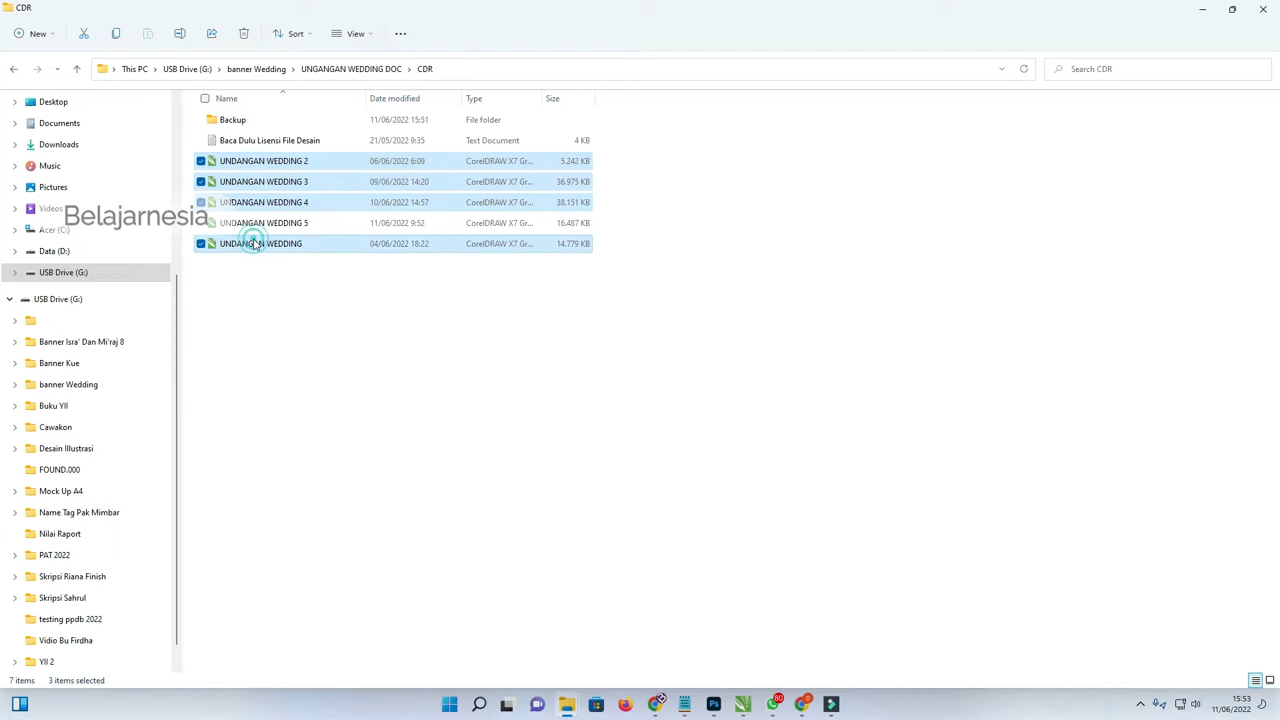 CDR
New
Sort
View
This PC
USB Drive (G:)
banner Wedding
UNGANGAN WEDDING DOC
CDR
Search CDR
Name
Date modified
Type
Size
Desktop
Documents
Downloads
Music
Pictures
Videos
Acer (C:)
Data (D:)
USB Drive (G:)
USB Drive (G:)
Banner Isra' Dan Mi'raj 8
Banner Kue
banner Wedding
Buku YII
Cawakon
Desain Illustrasi
FOUND.000
Mock Up A4
Name Tag Pak Mimbar
Nilai Raport
PAT 2022
Skripsi Riana Finish
Skripsi Sahrul
testing ppdb 2022
Vidio Bu Firdha
YII 2
Belajarnesia
Backup 11/06/2022 15:51 File folder
Baca Dulu Lisensi File Desain 21/05/2022 9:35 Text Document 4 KB
UNDANGAN WEDDING 2 06/06/2022 6:09 CorelDRAW X7 Gr... 5.242 KB
UNDANGAN WEDDING 3 09/06/2022 14:20 CorelDRAW X7 Gr... 36.975 KB
UNDANGAN WEDDING 4 10/06/2022 14:57 CorelDRAW X7 Gr... 38.151 KB
UNDANGAN WEDDING 5 11/06/2022 9:52 CorelDRAW X7 Gr... 16.487 KB
UNDANGAN WEDDING 04/06/2022 18:22 CorelDRAW X7 Gr... 14.779 KB
7 items
3 items selected
Ps
80
15:53
11/06/2022